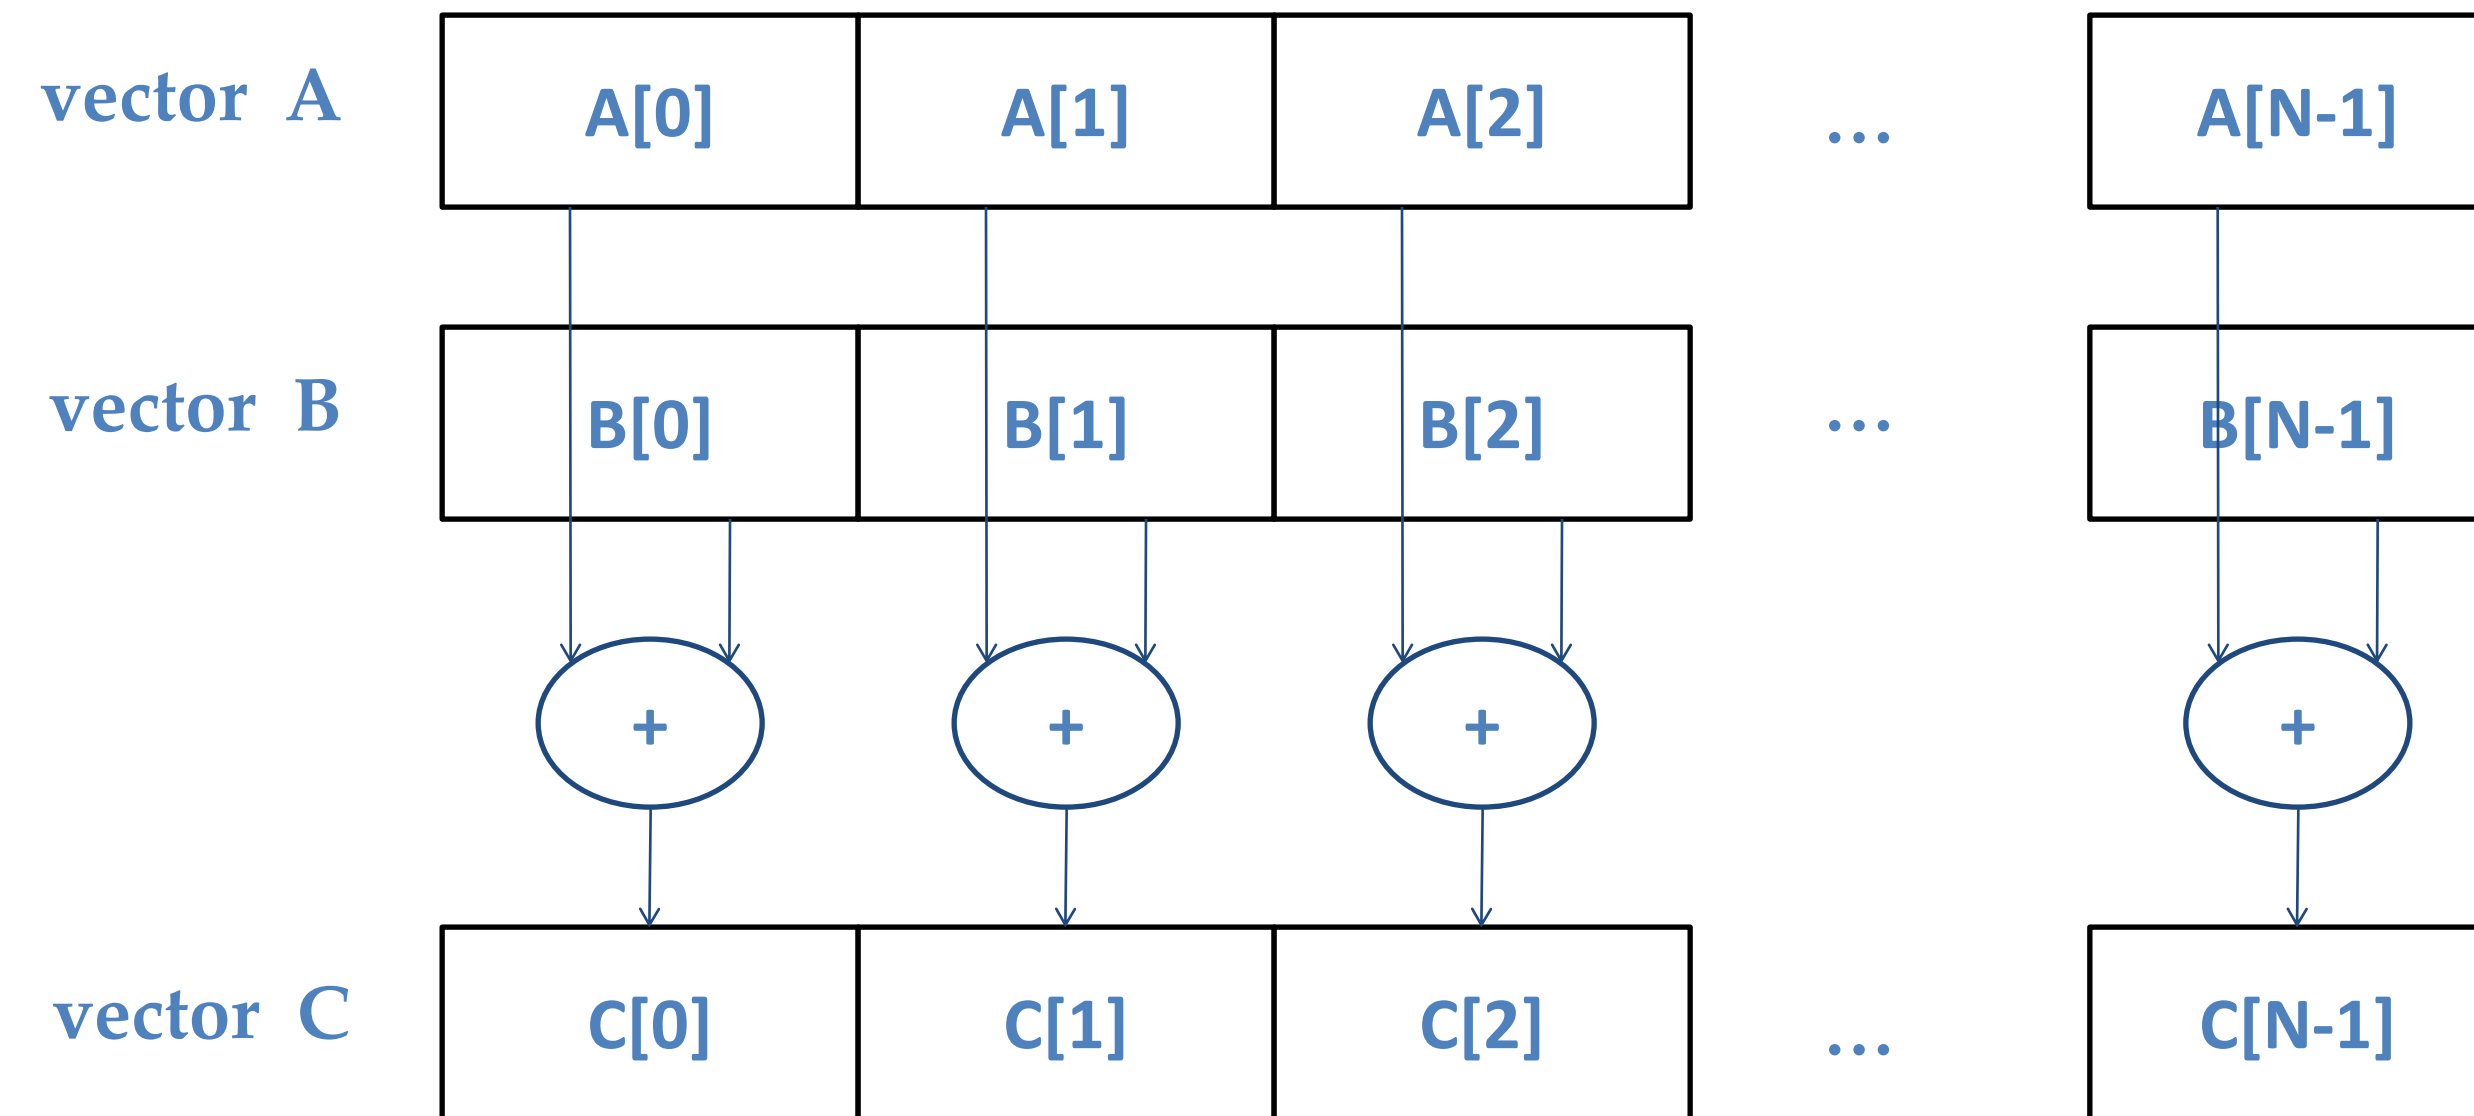 vector A A[0] A[1] A[2] ... A[N-1]
vector B B[0] B[1] B[2] ... B[N-1]
+ + + +
vector C C[0] C[1] C[2] ... C[N-1]